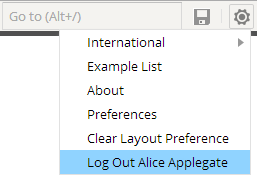 Go to (Alt+/)
International
Example List
About
Preferences
Clear Layout Preference
Log Out Alice Applegate